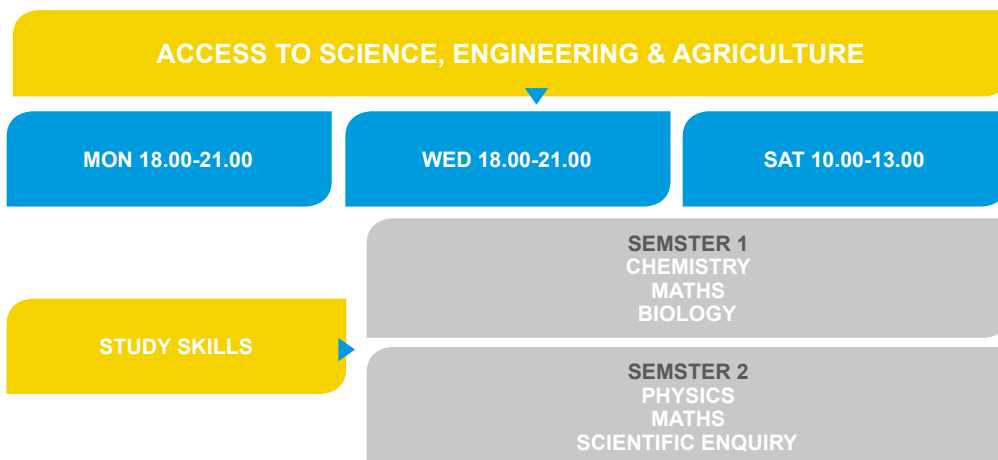 ACCESS TO SCIENCE, ENGINEERING & AGRICULTURE
MON 18.00-21.00
WED 18.00-21.00
SAT 10.00-13.00
STUDY SKILLS
SEMSTER 1
CHEMISTRY
MATHS
BIOLOGY
SEMSTER 2
PHYSICS
MATHS
SCIENTIFIC ENQUIRY